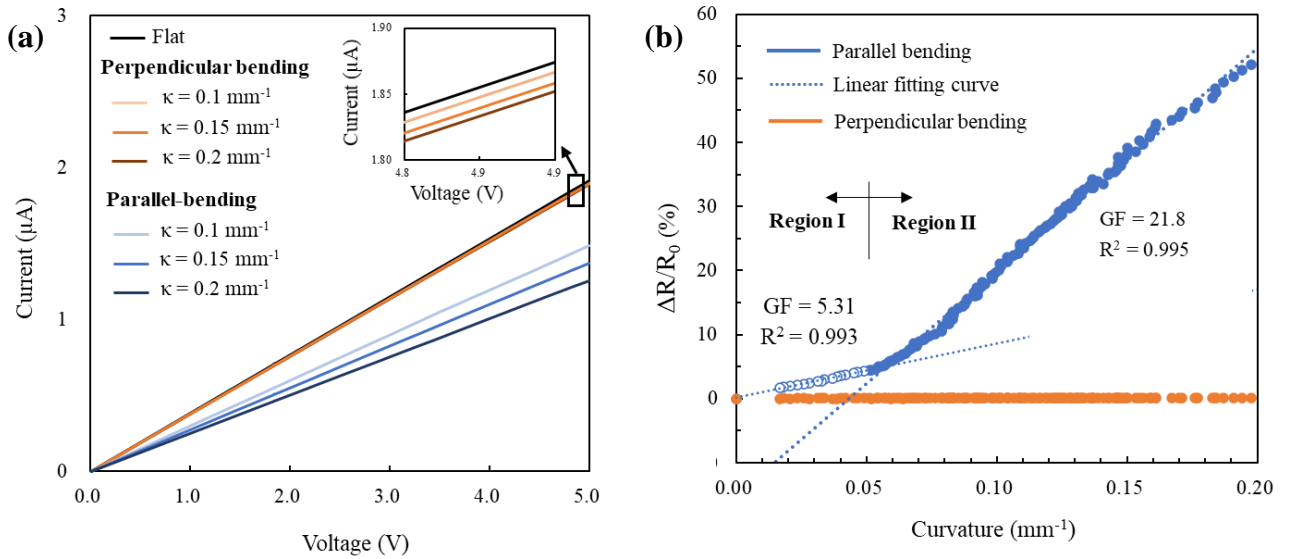 (a)
3
2
1
0
0.0
1.0
2.0
3.0
4.0
5.0
Current (μA)
Voltage (V)
Flat
Perpendicular bending
κ = 0.1 mm⁻¹
κ = 0.15 mm⁻¹
κ = 0.2 mm⁻¹
Parallel-bending
κ = 0.1 mm⁻¹
κ = 0.15 mm⁻¹
κ = 0.2 mm⁻¹
1.90
1.85
1.80
4.8
4.9
4.9
Current (μA)
Voltage (V)
(b)
60
50
40
30
20
10
0
0.00
0.05
0.10
0.15
0.20
ΔR/R₀ (%)
Curvature (mm⁻¹)
Parallel bending
Linear fitting curve
Perpendicular bending
Region I
Region II
GF = 21.8
R² = 0.995
GF = 5.31
R² = 0.993